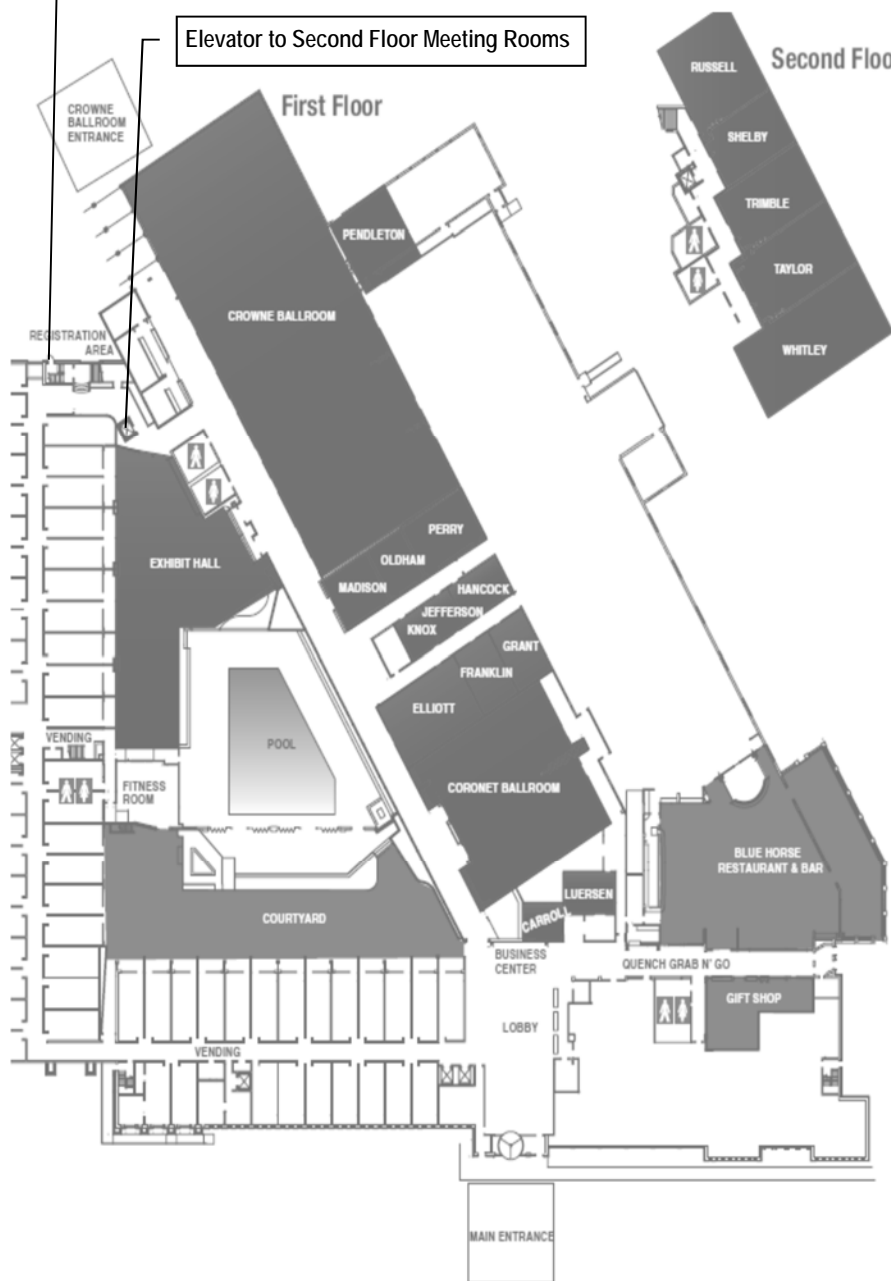 Elevator to Second Floor Meeting Rooms
First Floor
Second Floo
CROWNE
BALLROOM
ENTRANCE
RUSSELL
SHELBY
TRIMBLE
TAYLOR
WHITLEY
PENDLETON
CROWNE BALLROOM
REGISTRATION
AREA
PERRY
OLDHAM
MADISON
HANCOCK
JEFFERSON
KNOX
EXHIBIT HALL
GRANT
FRANKLIN
ELLIOTT
POOL
VENDING
FITNESS
ROOM
CORONET BALLROOM
BLUE HORSE
RESTAURANT & BAR
LUERSEN
CARROLL
COURTYARD
BUSINESS
CENTER
QUENCH GRAB N' GO
GIFT SHOP
LOBBY
VENDING
MAIN ENTRANCE